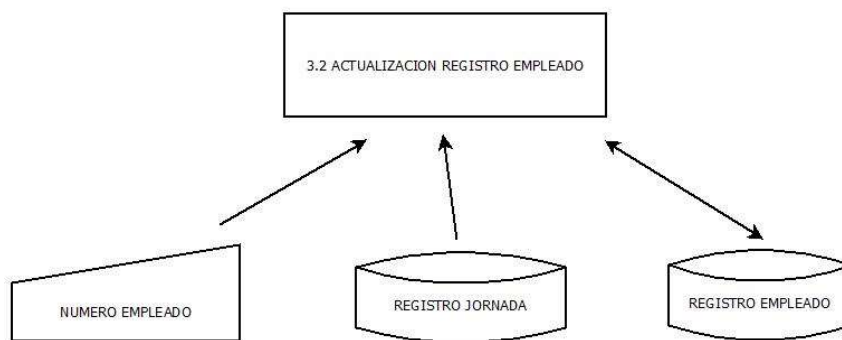 3.2 ACTUALIZACION REGISTRO EMPLEADO
NUMERO EMPLEADO
REGISTRO JORNADA
REGISTRO EMPLEADO